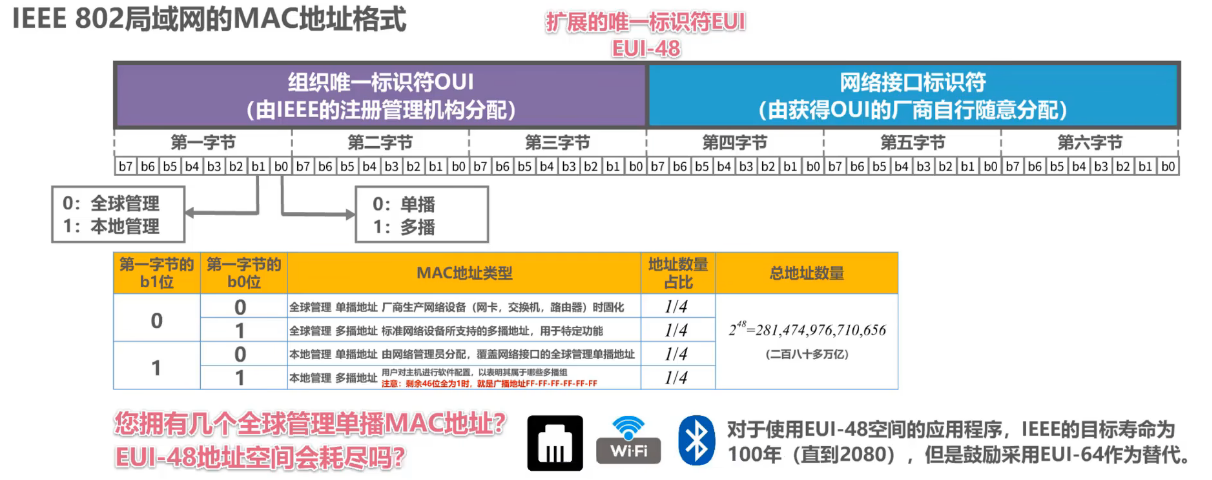 IEEE 802局域网的MAC地址格式
扩展的唯一标识符EUI
EUI-48
组织唯一标识符OUI
（由IEEE的注册管理机构分配）
网络接口标识符
（由获得OUI的厂商自行随意分配）
第一字节 第二字节 第三字节 第四字节 第五字节 第六字节
b7 b6 b5 b4 b3 b2 b1 b0 b7 b6 b5 b4 b3 b2 b1 b0 b7 b6 b5 b4 b3 b2 b1 b0 b7 b6 b5 b4 b3 b2 b1 b0 b7 b6 b5 b4 b3 b2 b1 b0 b7 b6 b5 b4 b3 b2 b1 b0
0：全球管理
1：本地管理
0：单播
1：多播
第一字节的
b1位
第一字节的
b0位
MAC地址类型
地址数量
占比
总地址数量
0
0 全球管理 单播地址 厂商生产网络设备（网卡，交换机，路由器）时固化 1/4
1 全球管理 多播地址 标准网络设备所支持的多播地址，用于特定功能 1/4
1
0 本地管理 单播地址 由网络管理员分配，覆盖网络接口的全球管理单播地址 1/4
1 本地管理 多播地址 用户对主机进行软件配置，以表明其属于哪些多播组 1/4
注意：剩余46位全为1时，就是广播地址FF-FF-FF-FF-FF-FF
2^48=281,474,976,710,656
（二百八十多万亿）
您拥有几个全球管理单播MAC地址？
EUI-48地址空间会耗尽吗？
WiFi
Wi-Fi
对于使用EUI-48空间的应用程序，IEEE的目标寿命为
100年（直到2080），但是鼓励采用EUI-64作为替代。